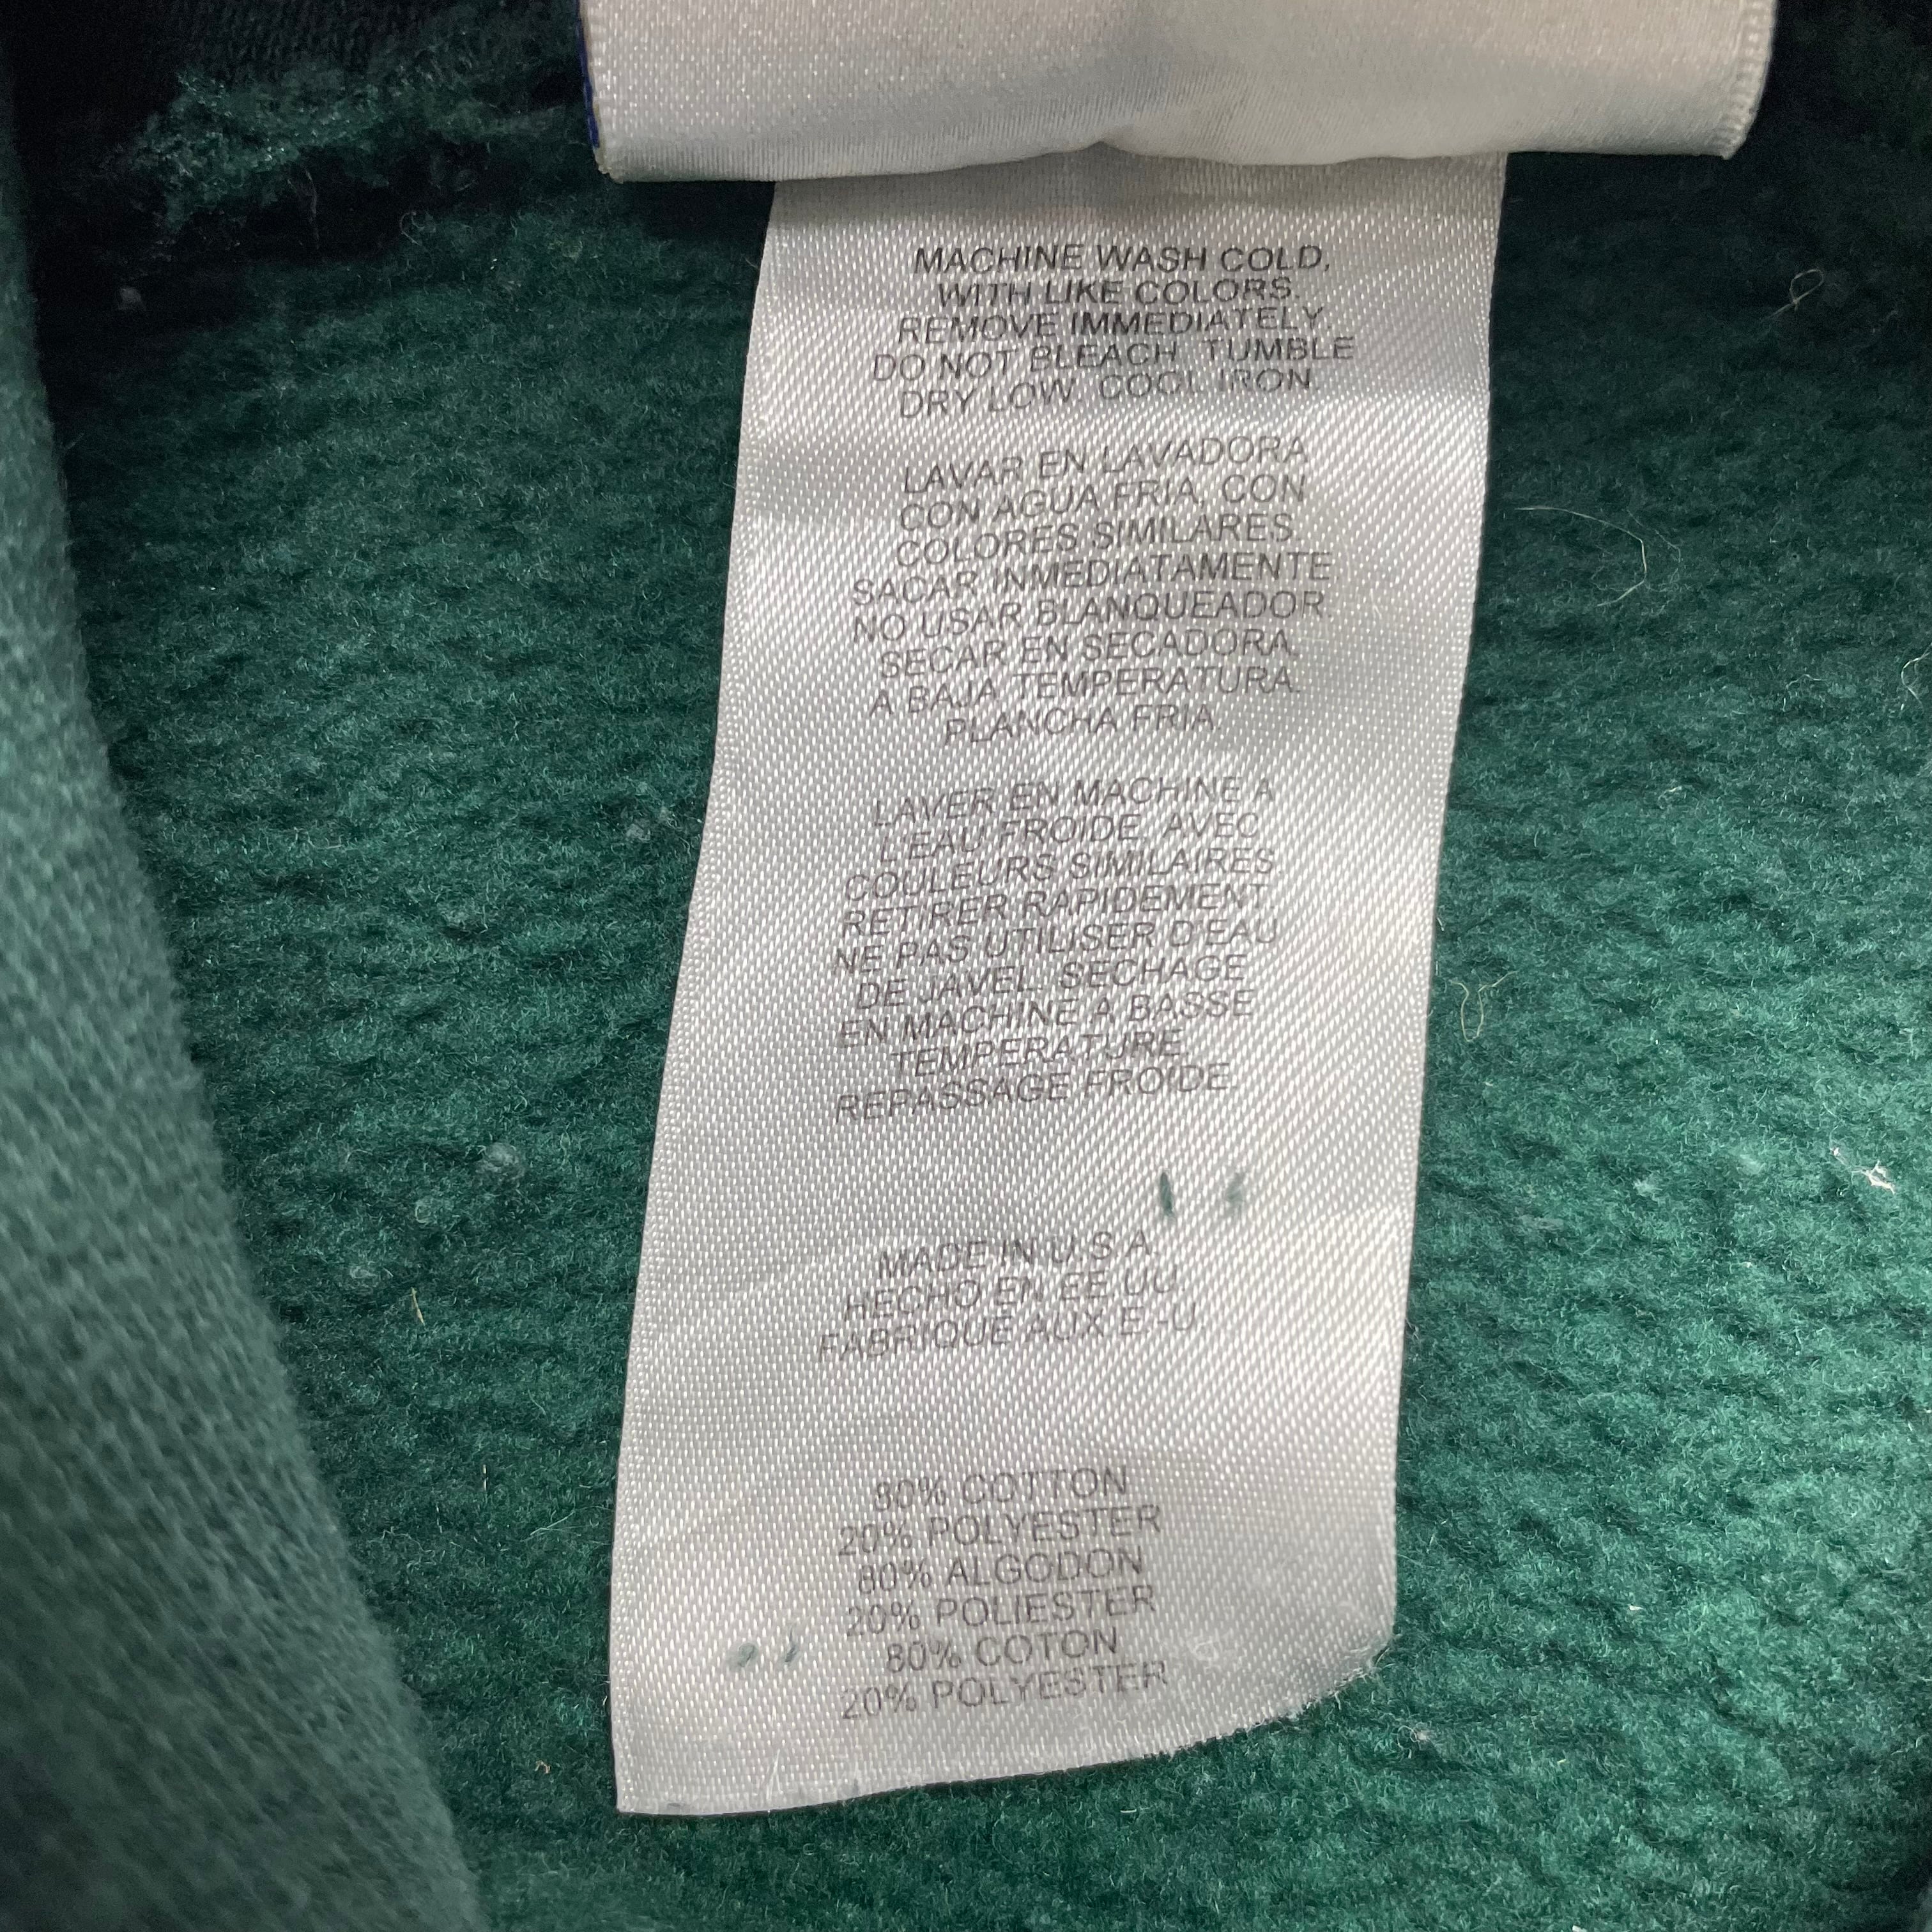 MACHINE WASH COLD,
WITH LIKE COLORS.
REMOVE IMMEDIATELY.
DO NOT BLEACH. TUMBLE
DRY LOW. COOL IRON.
LAVAR EN LAVADORA
CON AGUA FRIA, CON
COLORES SIMILARES
SACAR INMEDIATAMENTE
NO USAR BLANQUEADOR
SECAR EN SECADORA
A BAJA TEMPERATURA.
PLANCHA FRIA.
LAVER EN MACHINE A
L'EAU FROIDE, AVEC
COULEURS SIMILAIRES
RETIRER RAPIDEMENT
NE PAS UTILISER D'EAU
DE JAVEL. SECHAGE
EN MACHINE A BASSE
TEMPERATURE.
REPASSAGE FROIDE.
MADE IN U.S.A.
HECHO EN EE.UU.
FABRIQUE AUX E.-U.
80% COTTON
20% POLYESTER
80% ALGODON
20% POLIESTER
80% COTON
20% POLYESTER